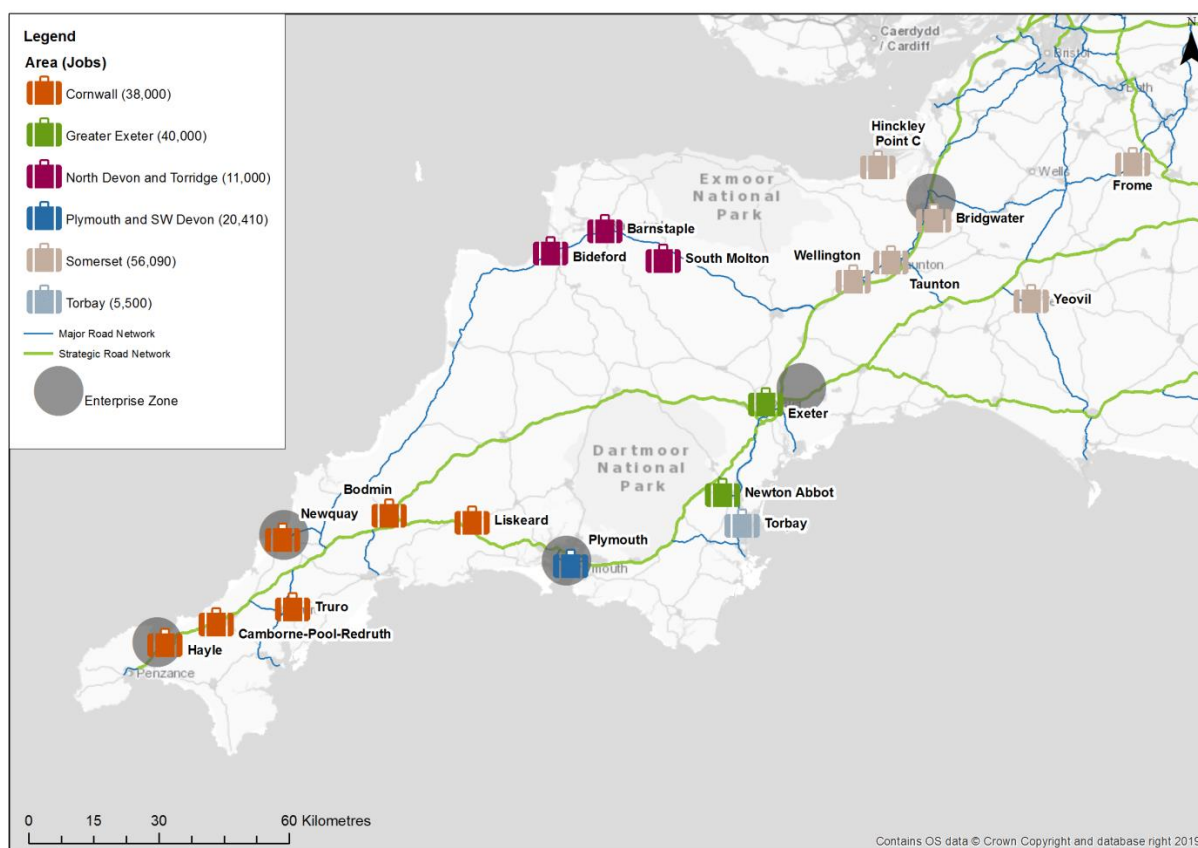 Legend
Area (Jobs)
Cornwall (38,000)
Greater Exeter (40,000)
North Devon and Torridge (11,000)
Plymouth and SW Devon (20,410)
Somerset (56,090)
Torbay (5,500)
Major Road Network
Strategic Road Network
Enterprise Zone
N
Caerdydd
/ Cardiff
Bristol
Bath
Hinckley
Point C
Wells
Frome
Exmoor
National
Park
Bridgwater
Barnstaple
Bideford
South Molton
Wellington
Taunton
Yeovil
Exeter
Dartmoor
National
Park
Newton Abbot
Torbay
Bodmin
Newquay
Liskeard
Plymouth
Truro
Camborne-Pool-Redruth
Hayle
Penzance
0 15 30 60 Kilometres
Contains OS data © Crown Copyright and database right 2019